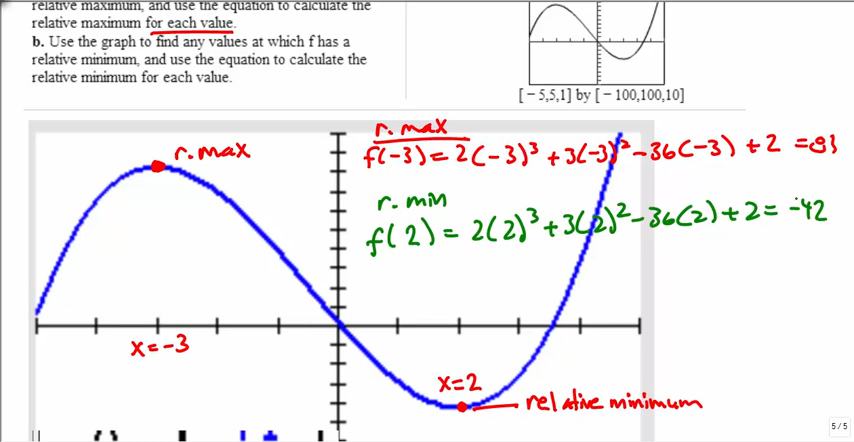 relative maximum, and use the equation to calculate the
relative maximum for each value.
b. Use the graph to find any values at which f has a
relative minimum, and use the equation to calculate the
relative minimum for each value.
[ − 5,5,1] by [ − 100,100,10]
r. max
f(-3) = 2(-3)³ + 3(-3)² - 36(-3) + 2 = 83
r. max
r. min
f(2) = 2(2)³ + 3(2)² - 36(2) + 2 = -42
x = -3
x = 2
relative minimum
5 / 5